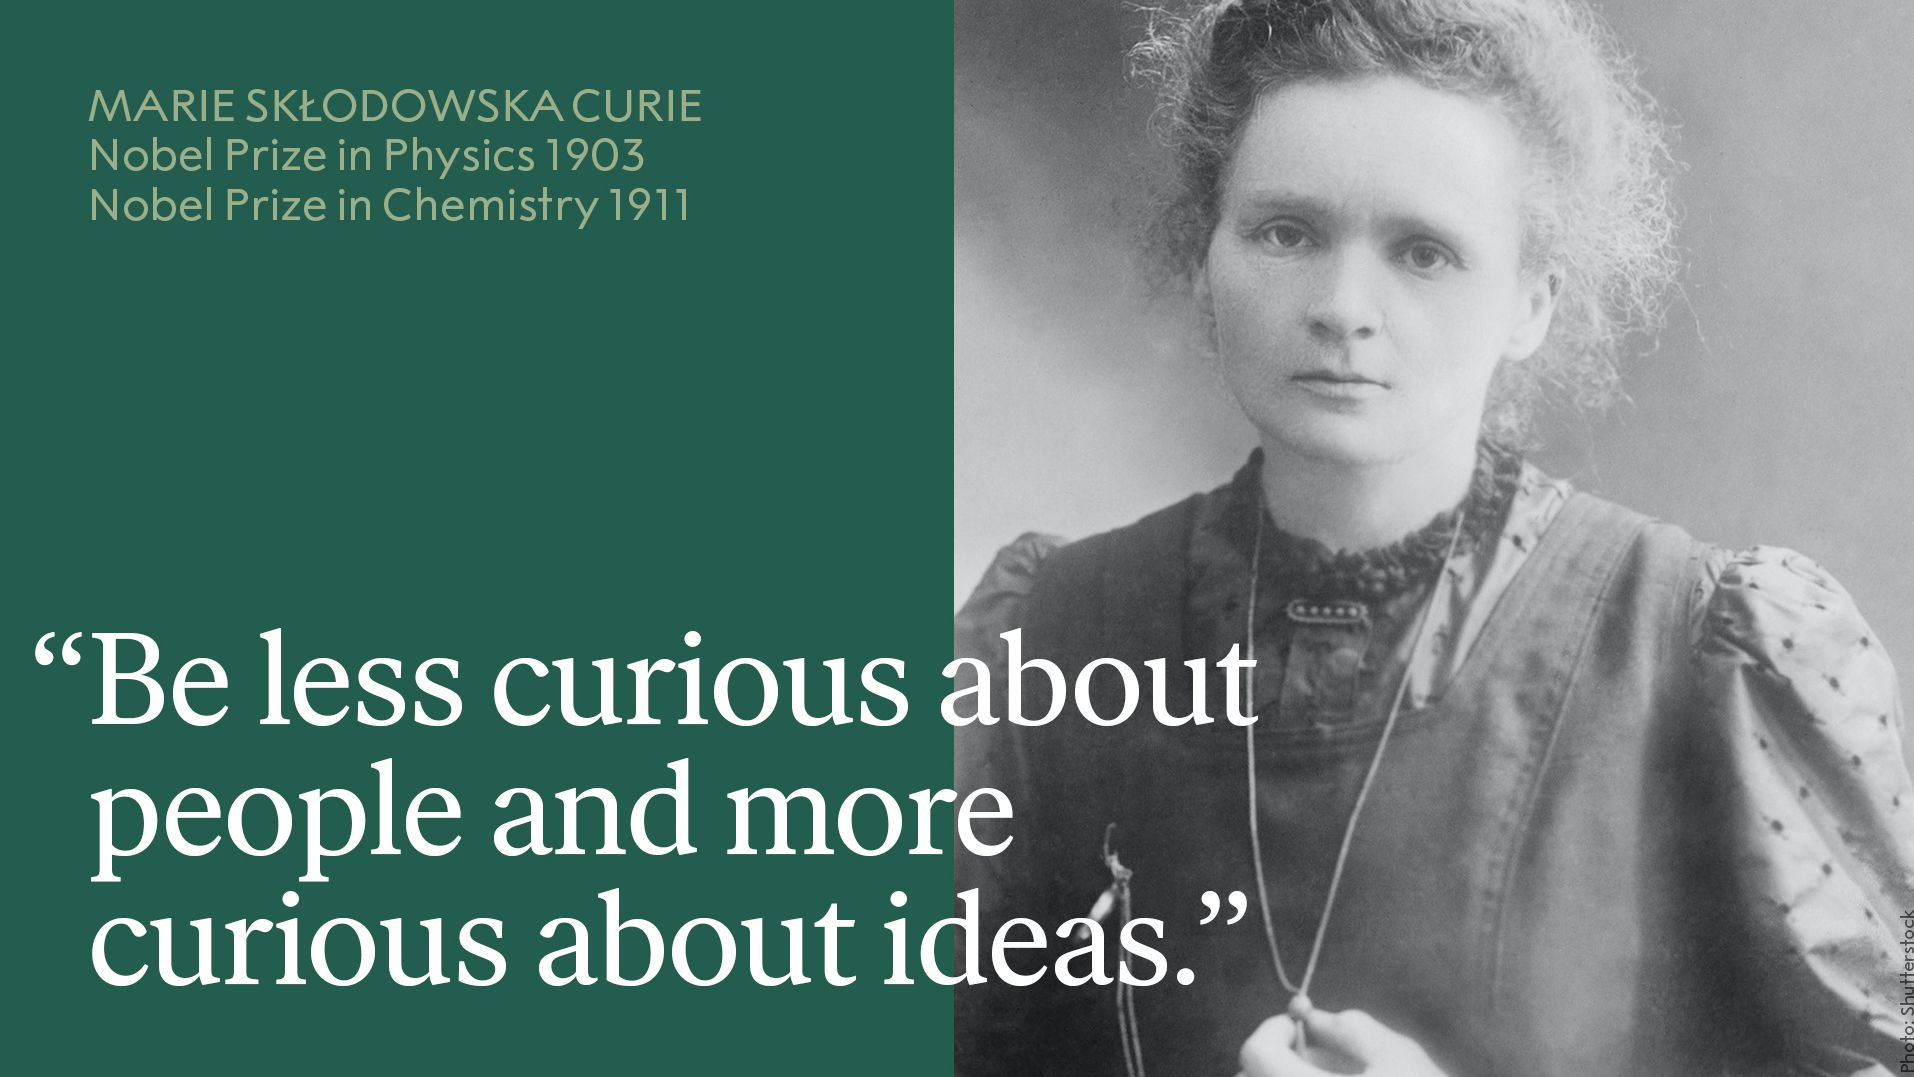 MARIE SKŁODOWSKA CURIE
Nobel Prize in Physics 1903
Nobel Prize in Chemistry 1911
“Be less curious about
people and more
curious about ideas.”
Photo: Shutterstock